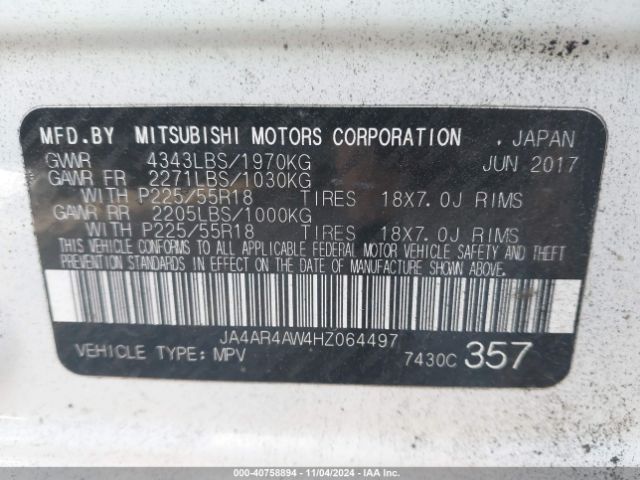 MFD.BY MITSUBISHI MOTORS CORPORATION . JAPAN
GVWR 4343LBS/1970KG JUN 2017
GAWR FR 2271LBS/1030KG
WITH P225/55R18 TIRES 18X7.0J RIMS
GAWR RR 2205LBS/1000KG
WITH P225/55R18 TIRES 18X7.0J RIMS
THIS VEHICLE CONFORMS TO ALL APPLICABLE FEDERAL MOTOR VEHICLE SAFETY AND THEFT
PREVENTION STANDARDS IN EFFECT ON THE DATE OF MANUFACTURE SHOWN ABOVE.
JA4AR4AW4HZ064497
VEHICLE TYPE: MPV 7430C 357
000-40758894 - 11/04/2024 - IAA Inc.